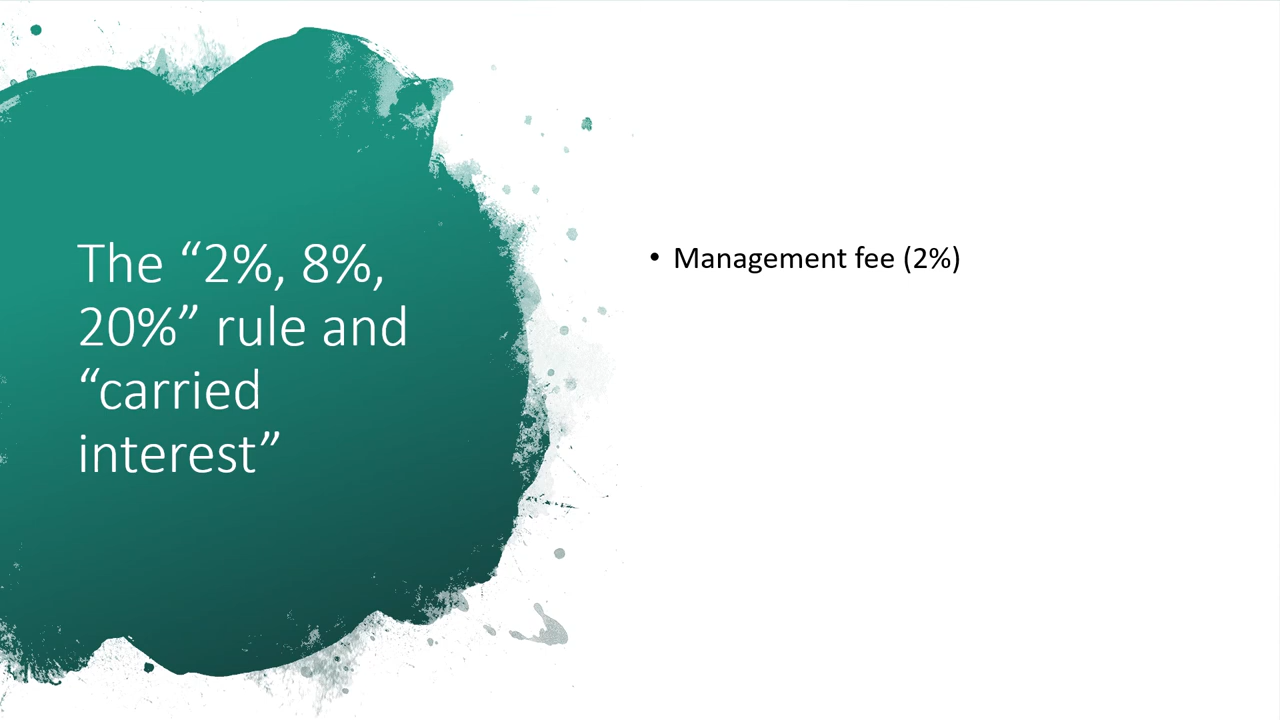 The “2%, 8%,
20%” rule and
“carried
interest”
• Management fee (2%)